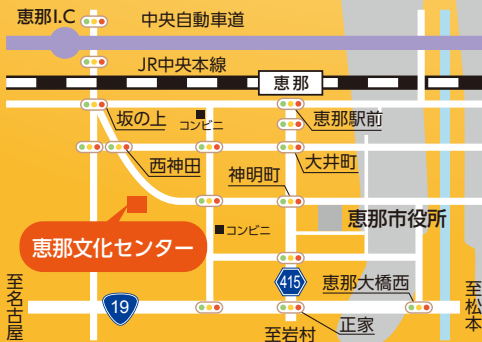 恵那I.C
中央自動車道
JR中央本線
恵那
坂の上
コンビニ
恵那駅前
西神田
大井町
神明町
恵那市役所
コンビニ
恵那文化センター
415
恵那大橋西
至名古屋
19
至松本
至岩村
正家